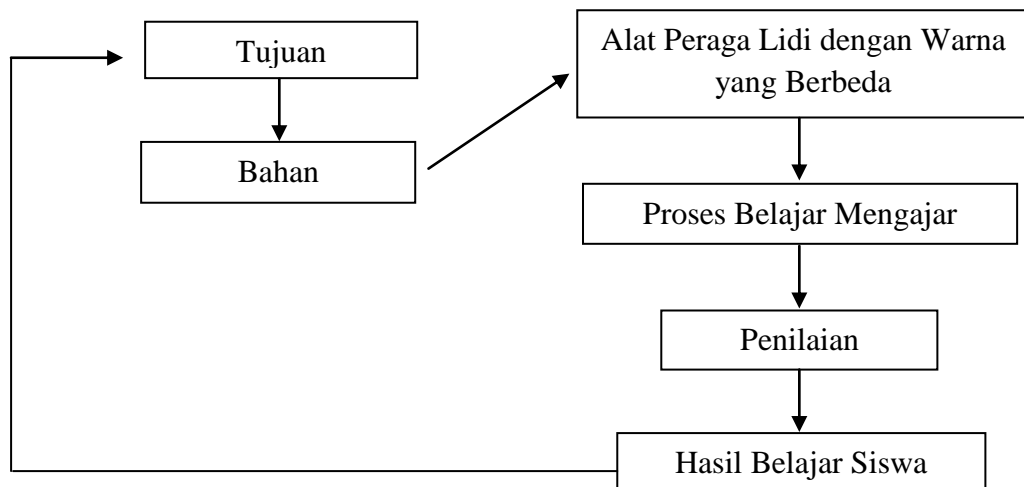 Tujuan
Bahan
Alat Peraga Lidi dengan Warna
yang Berbeda
Proses Belajar Mengajar
Penilaian
Hasil Belajar Siswa